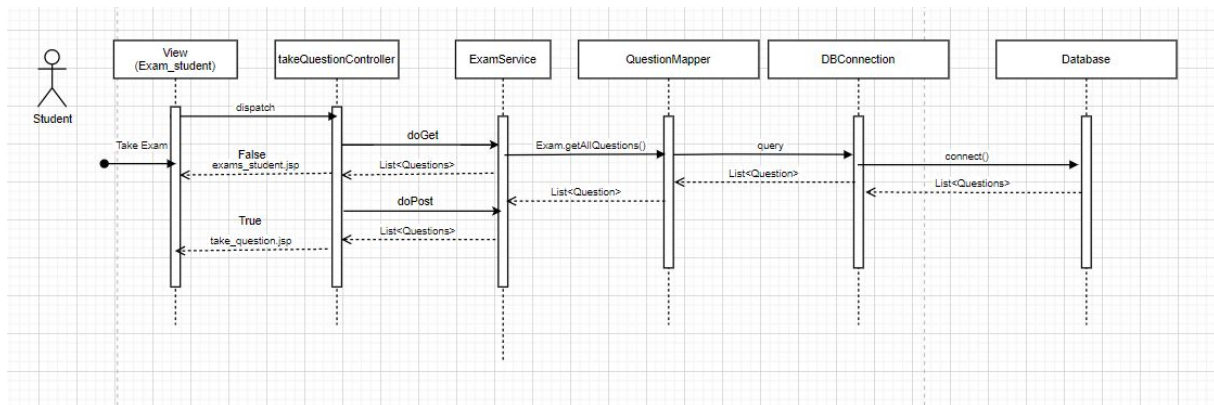 View
(Exam_student)
takeQuestionController
ExamService
QuestionMapper
DBConnection
Database
Student
dispatch
Take Exam
doGet
Exam.getAllQuestions()
query
connect()
False
exams_student.jsp
List<Questions>
List<Question>
List<Question>
List<Questions>
doPost
True
take_question.jsp
List<Questions>